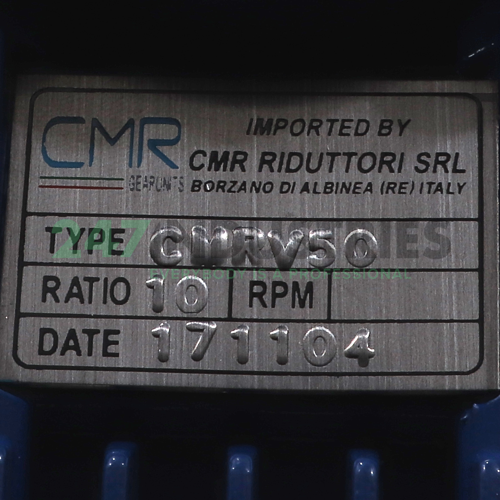 CMR
GEARUNITS
IMPORTED BY
CMR RIDUTTORI SRL
BORZANO DI ALBINEA (RE) ITALY
TYPE CMRV50
RATIO 10 RPM
DATE 171104